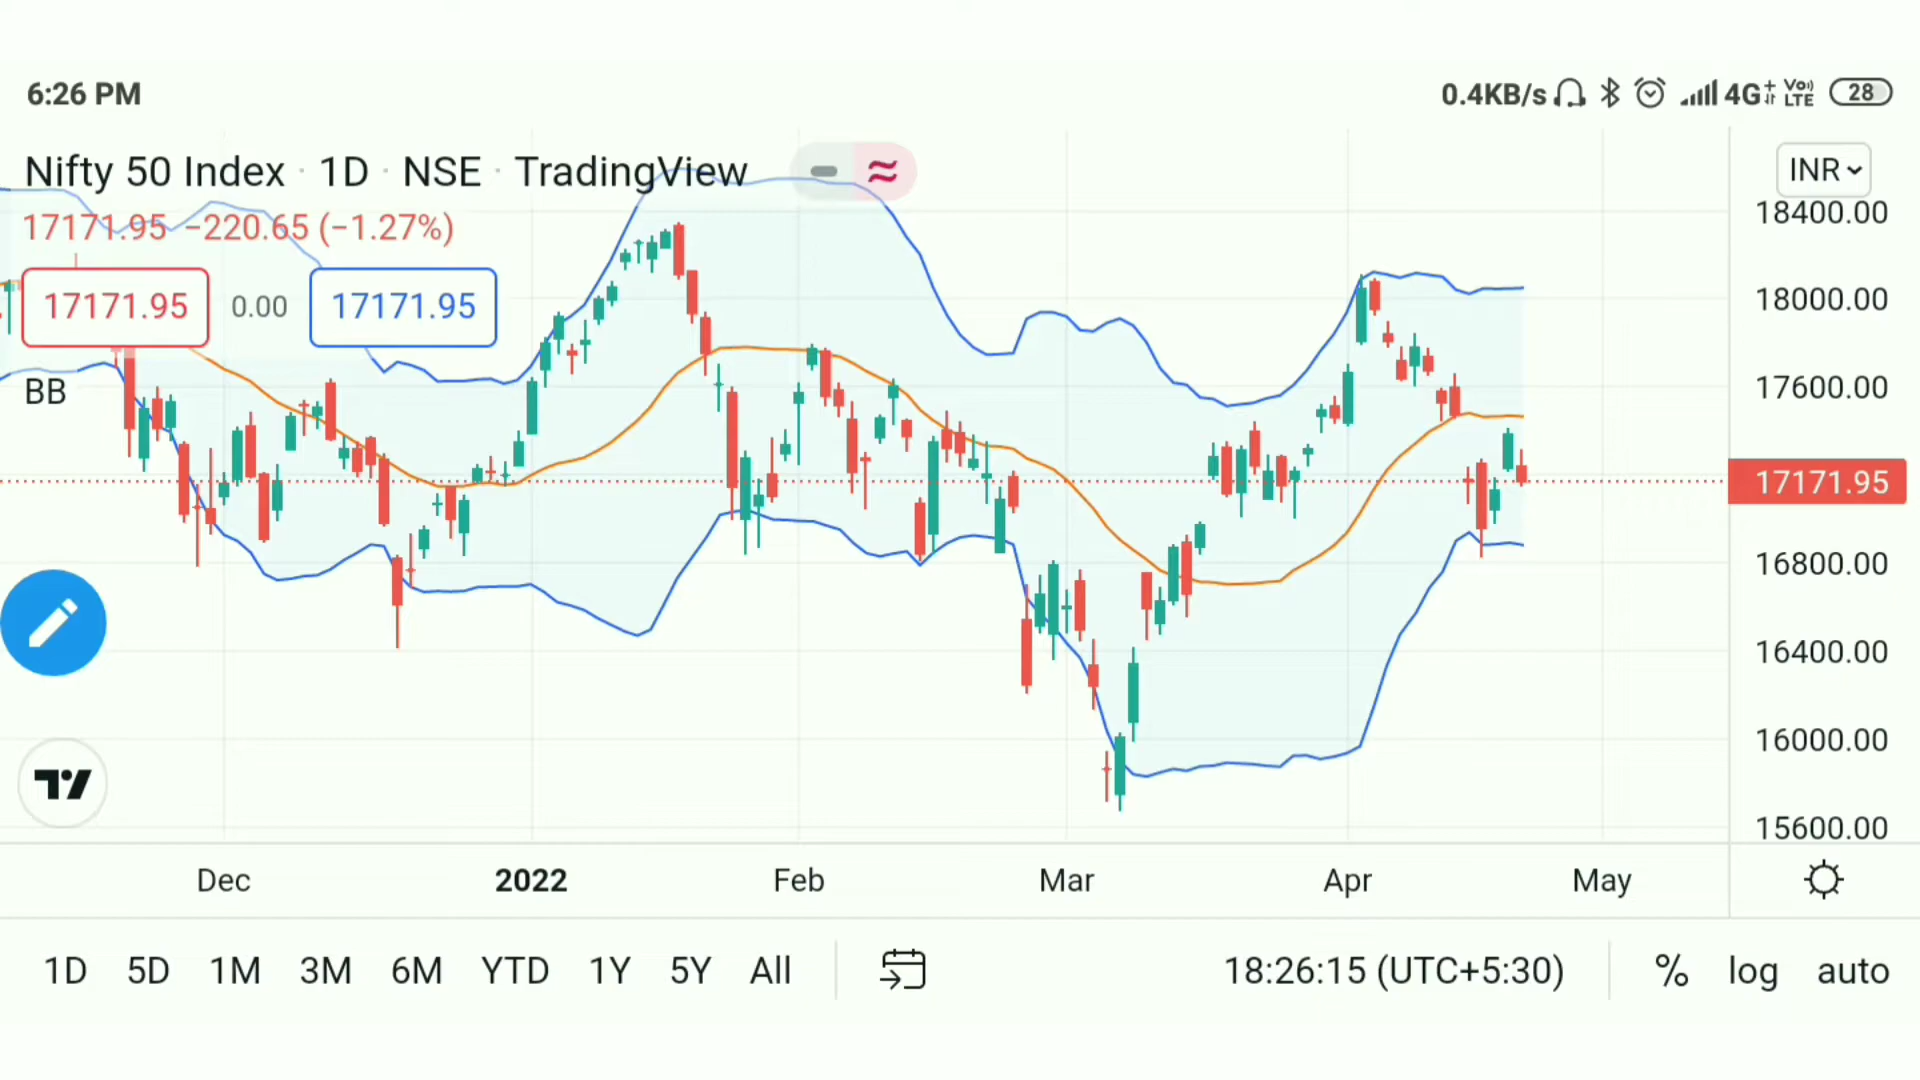 6:26 PM
0.4KB/s 4G+ Vo) LTE 28
Nifty 50 Index · 1D · NSE · TradingView
INR
17171.95 −220.65 (−1.27%)
17171.95 0.00 17171.95
BB
18400.00
18000.00
17600.00
17171.95
16800.00
16400.00
16000.00
15600.00
Dec 2022 Feb Mar Apr May
1D 5D 1M 3M 6M YTD 1Y 5Y All 18:26:15 (UTC+5:30) % log auto